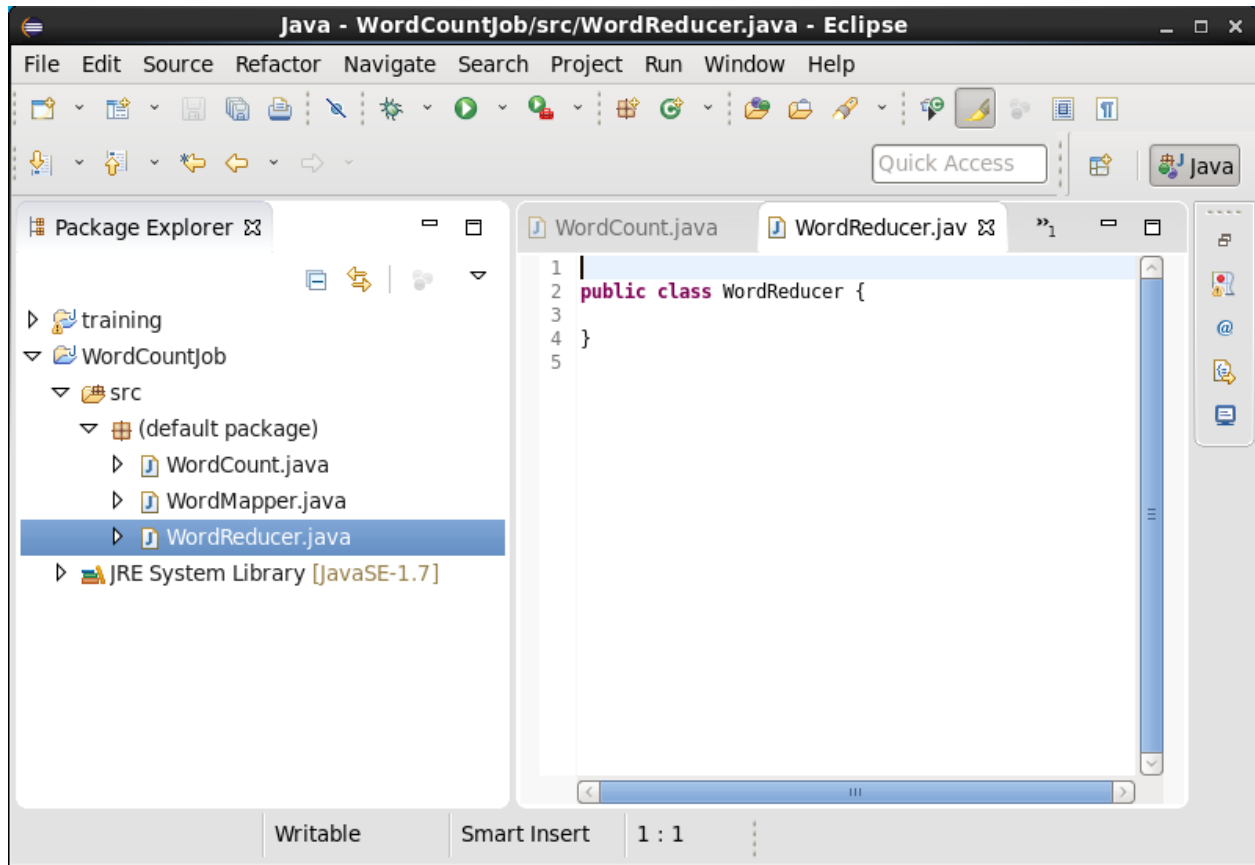 Java - WordCountJob/src/WordReducer.java - Eclipse
File Edit Source Refactor Navigate Search Project Run Window Help
Quick Access
Java
Package Explorer
WordCount.java
WordReducer.jav
»1
training
WordCountJob
src
(default package)
WordCount.java
WordMapper.java
WordReducer.java
JRE System Library [JavaSE-1.7]
1
2 public class WordReducer {
3
4 }
5
Writable
Smart Insert
1 : 1